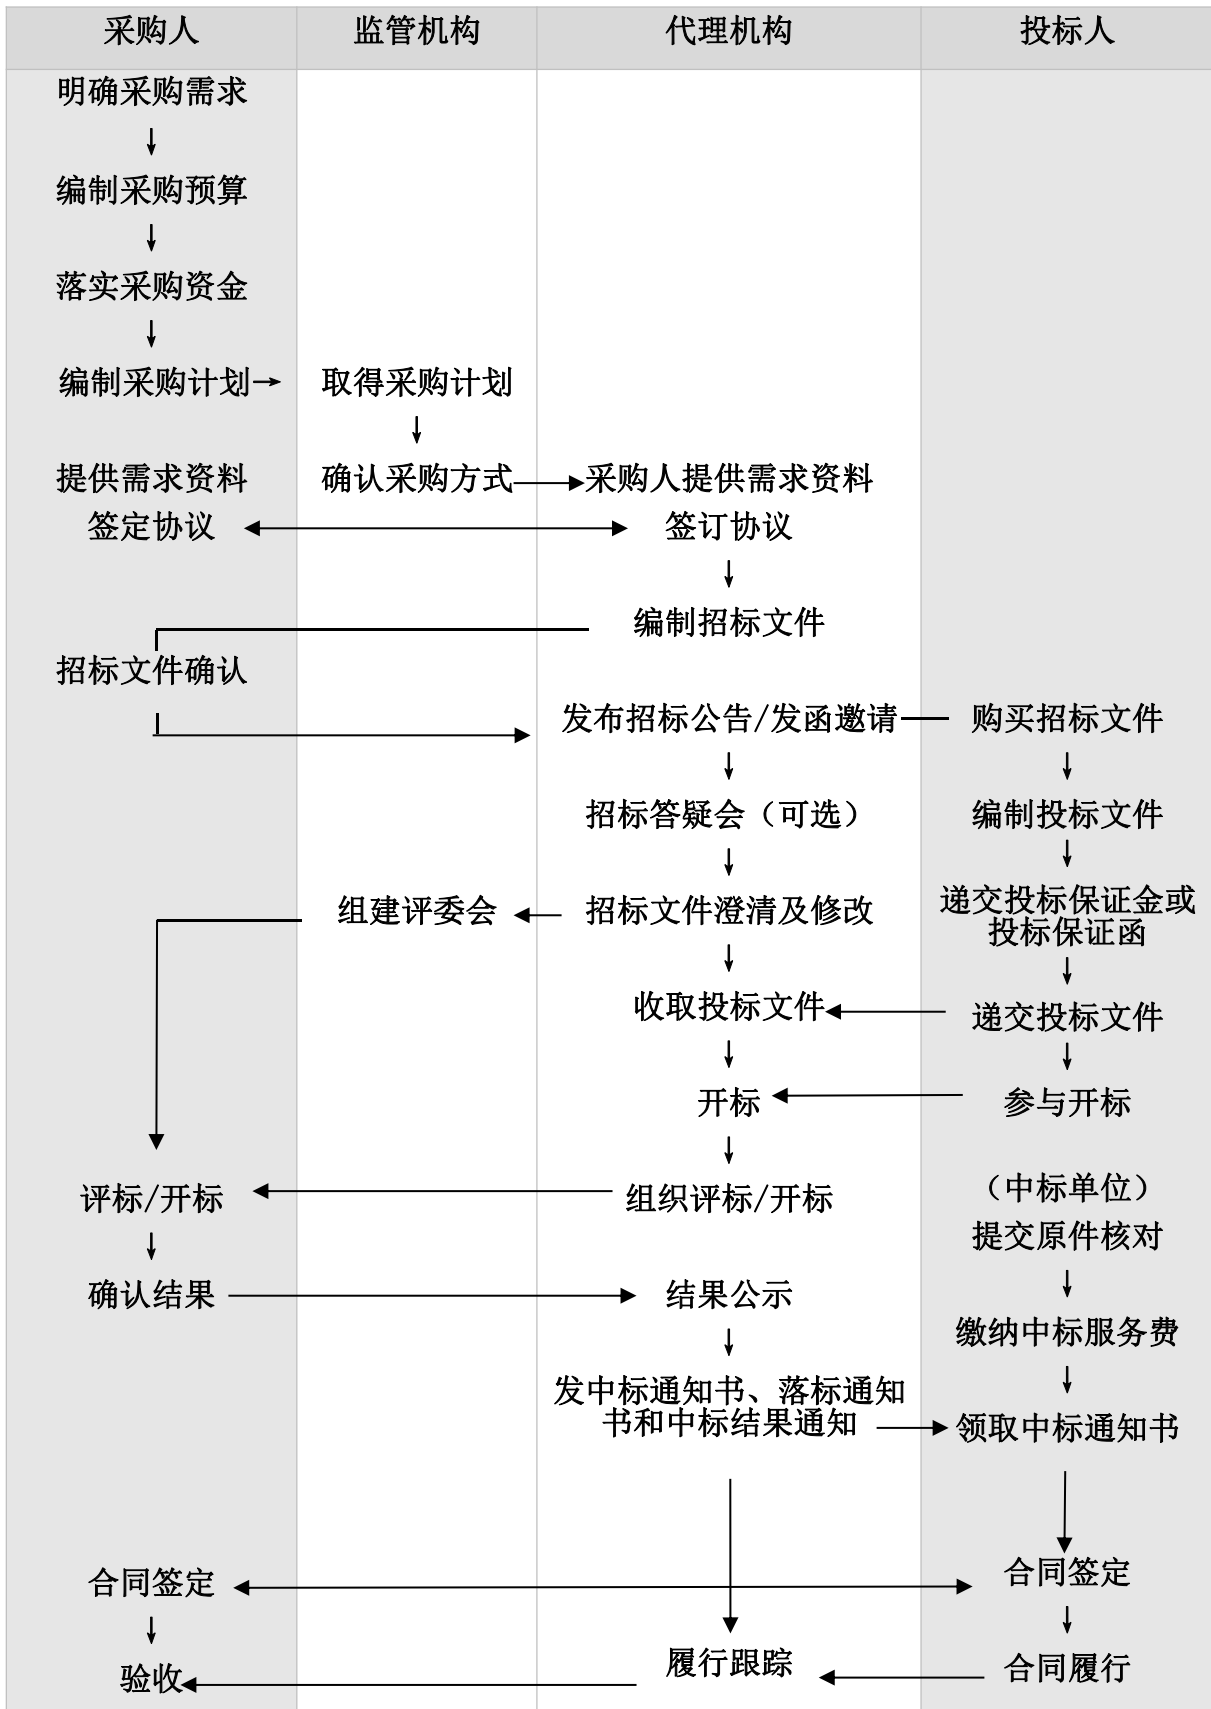 采购人 监管机构 代理机构 投标人
明确采购需求
编制采购预算
落实采购资金
编制采购计划 取得采购计划
提供需求资料 确认采购方式 采购人提供需求资料
签定协议 签订协议
编制招标文件
招标文件确认
发布招标公告/发函邀请 购买招标文件
招标答疑会（可选） 编制投标文件
组建评委会 招标文件澄清及修改 递交投标保证金或
投标保证函
收取投标文件 递交投标文件
开标 参与开标
评标/开标 组织评标/开标 （中标单位）
提交原件核对
确认结果 结果公示
缴纳中标服务费
发中标通知书、落标通知
书和中标结果通知 领取中标通知书
合同签定 合同签定
验收 履行跟踪 合同履行